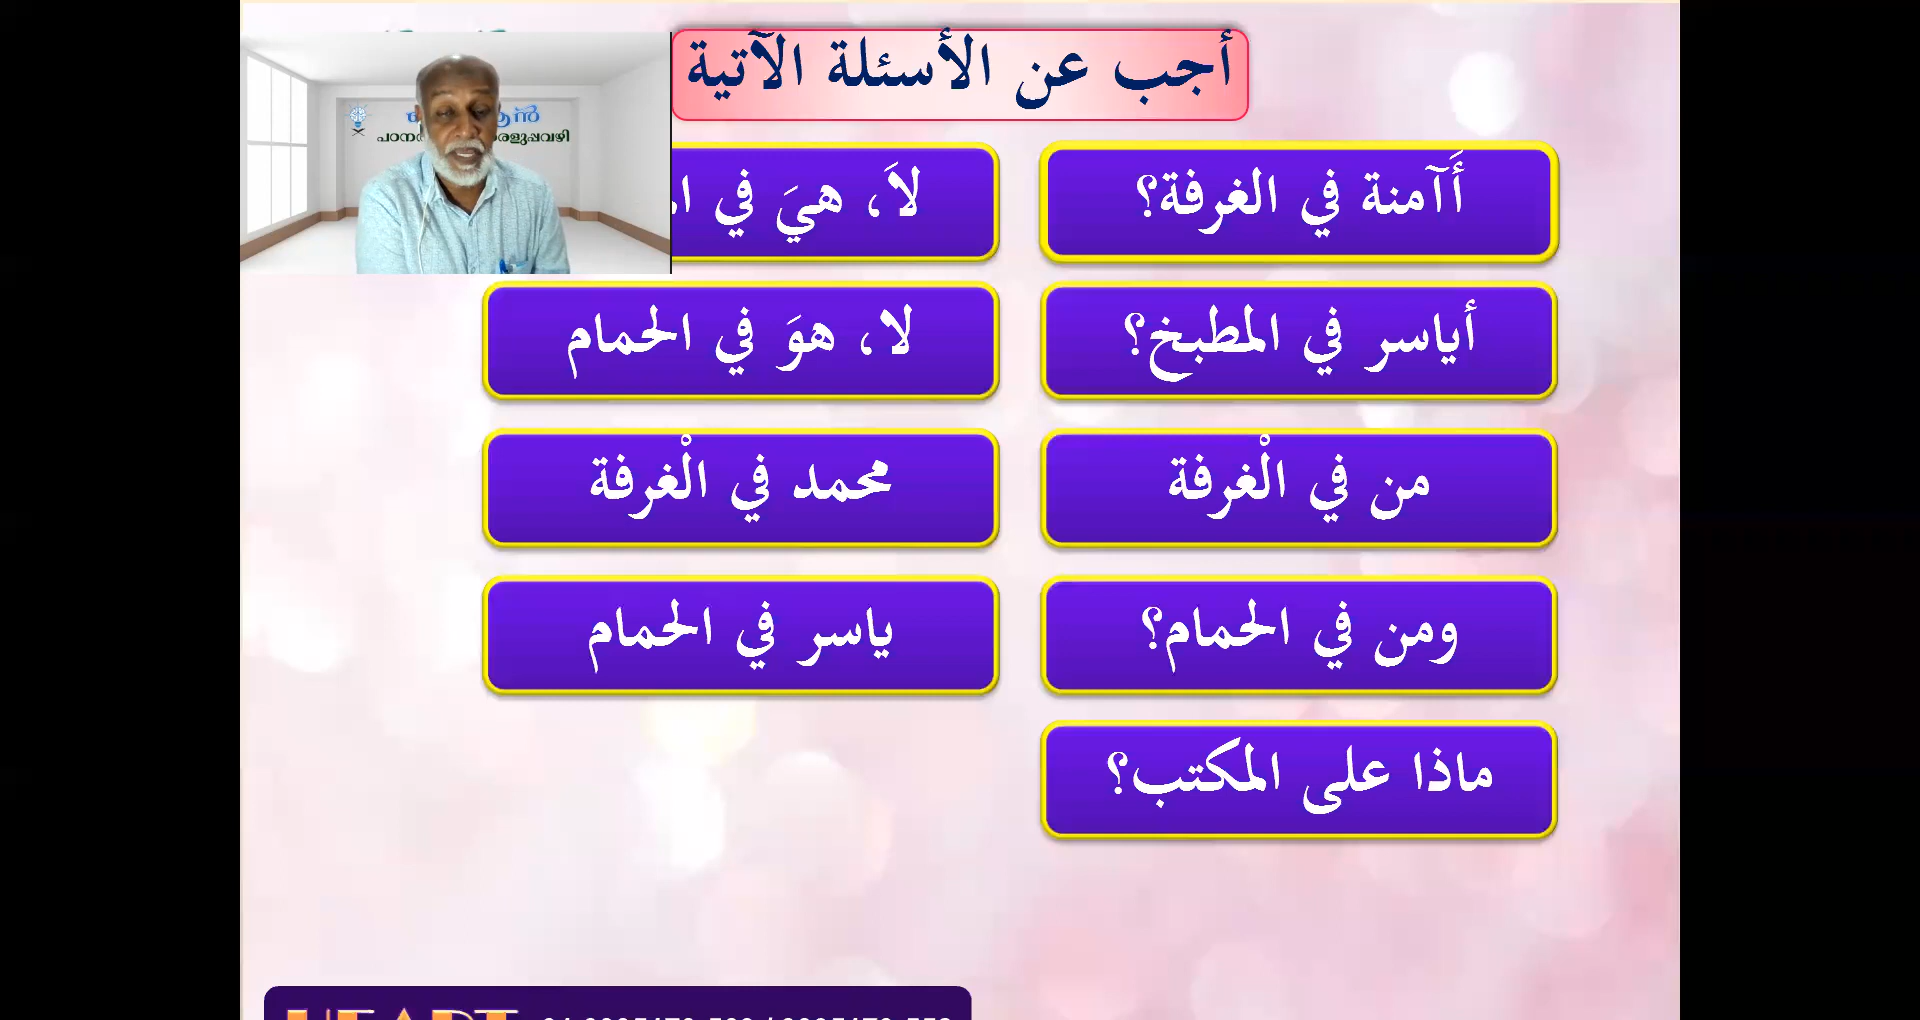 أجب عن الأسئلة الآتية
أَآمنة في الغرفة؟
لاَ، هيَ في
أياسر في المطبخ؟
لا، هوَ في الحمام
من في الْغرفة
محمد في الْغرفة
ومن في الحمام؟
ياسر في الحمام
ماذا على المكتب؟
HEART